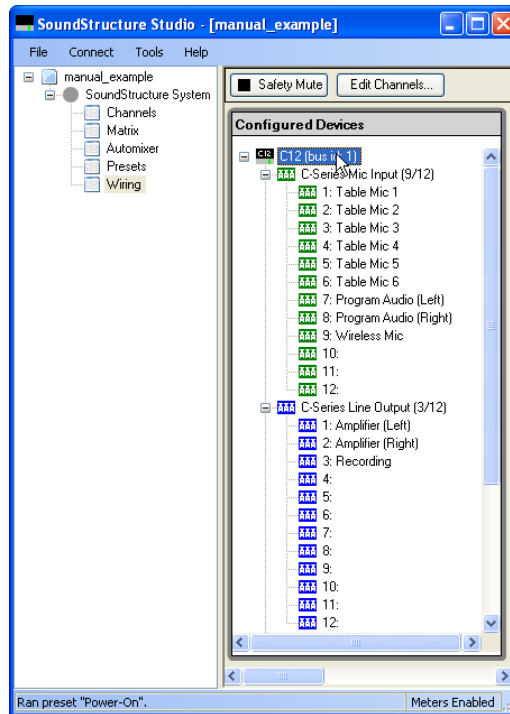 SoundStructure Studio - [manual_example]
File Connect Tools Help
manual_example
SoundStructure System
Channels
Matrix
Automixer
Presets
Wiring
Safety Mute
Edit Channels...
Configured Devices
C12 C12 (bus id 1)
C-Series Mic Input (9/12)
1: Table Mic 1
2: Table Mic 2
3: Table Mic 3
4: Table Mic 4
5: Table Mic 5
6: Table Mic 6
7: Program Audio (Left)
8: Program Audio (Right)
9: Wireless Mic
10:
11:
12:
C-Series Line Output (3/12)
1: Amplifier (Left)
2: Amplifier (Right)
3: Recording
4:
5:
6:
7:
8:
9:
10:
11:
12:
Ran preset "Power-On". Meters Enabled